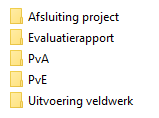 Afsluiting project
Evaluatierapport
PvA
PvE
Uitvoering veldwerk